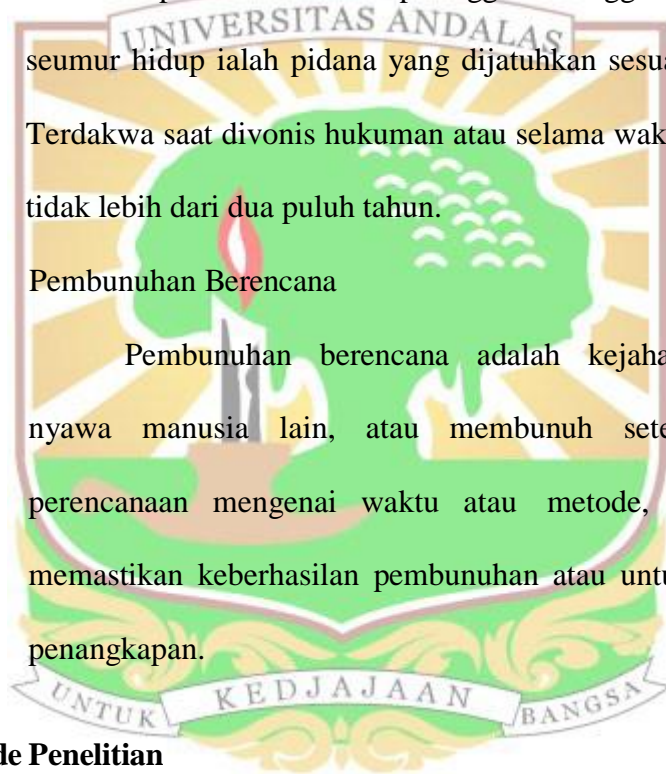 UNIVERSITAS ANDALAS
seumur hidup ialah pidana yang dijatuhkan sesua
Terdakwa saat divonis hukuman atau selama wak
tidak lebih dari dua puluh tahun.
Pembunuhan Berencana
Pembunuhan berencana adalah kejaha
nyawa manusia lain, atau membunuh sete
perencanaan mengenai waktu atau metode,
memastikan keberhasilan pembunuhan atau untu
penangkapan.
UNTUK KEDJAJAAN BANGSA
de Penelitian